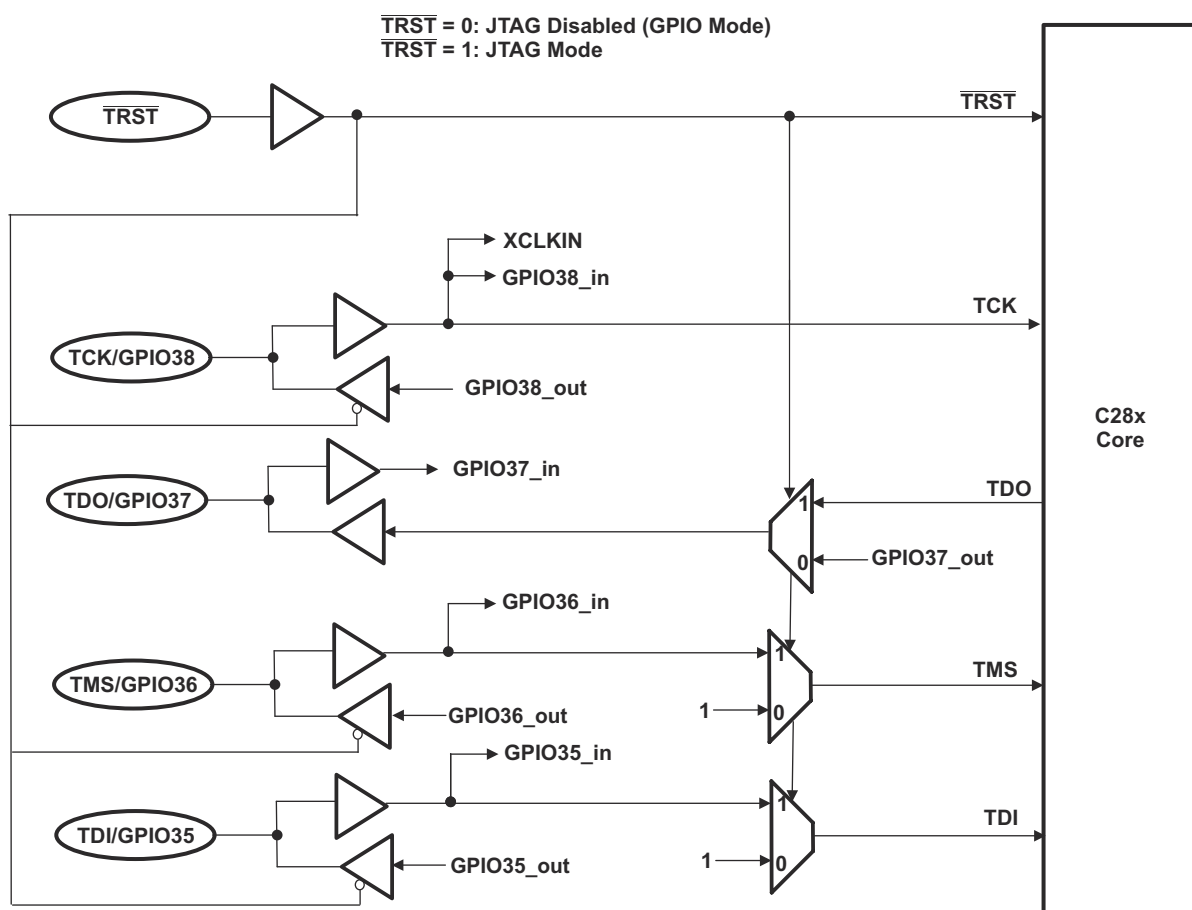 TRST = 0: JTAG Disabled (GPIO Mode)
TRST = 1: JTAG Mode
TRST
TRST
XCLKIN
GPIO38_in
TCK
TCK/GPIO38
GPIO38_out
C28x
Core
GPIO37_in
TDO/GPIO37
1
TDO
0
GPIO37_out
GPIO36_in
1
TMS/GPIO36
TMS
GPIO36_out
1
0
GPIO35_in
1
TDI/GPIO35
TDI
GPIO35_out
1
0